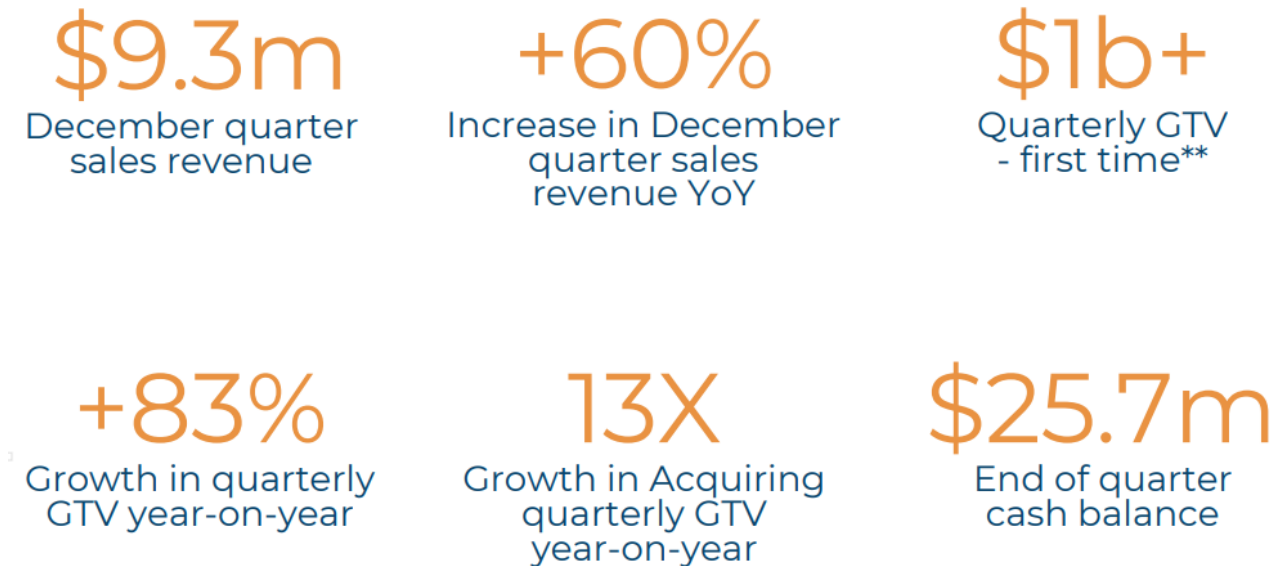 $9.3m
December quarter
sales revenue
+60%
Increase in December
quarter sales
revenue YoY
$1b+
Quarterly GTV
- first time**
+83%
Growth in quarterly
GTV year-on-year
13X
Growth in Acquiring
quarterly GTV
year-on-year
$25.7m
End of quarter
cash balance